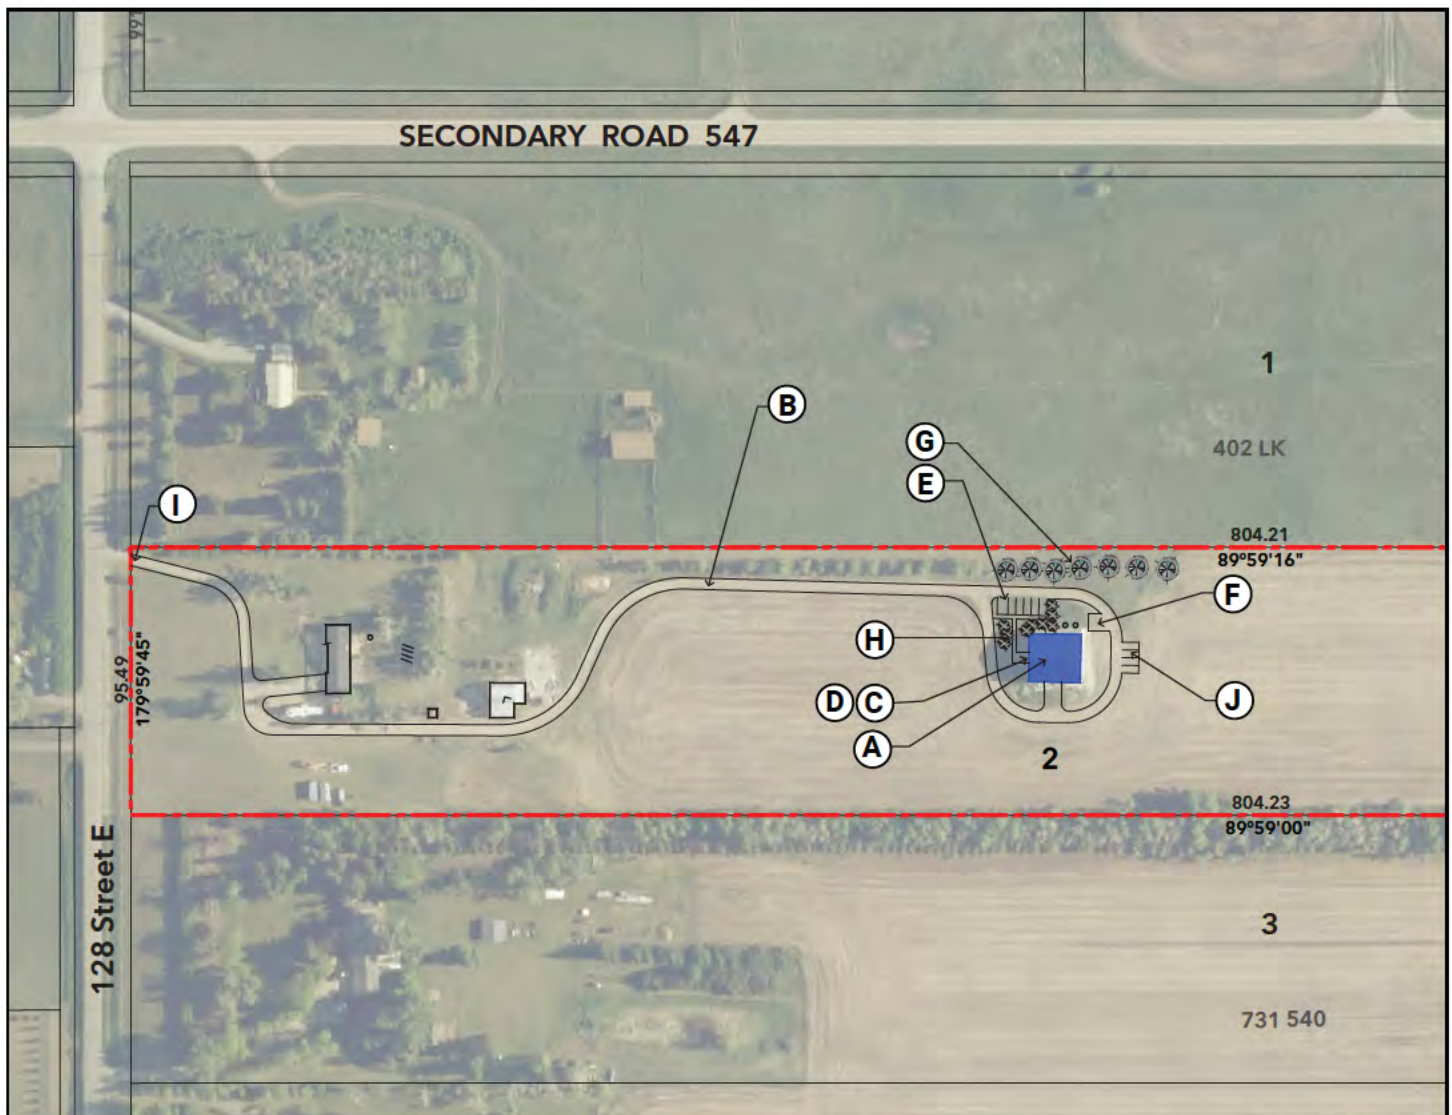 SECONDARY ROAD 547
1
B
402 LK
G
E
I
804.21
89°59'16"
F
H
95.49
179°59'45"
D C
J
A
2
804.23
89°59'00"
128 Street E
3
731 540